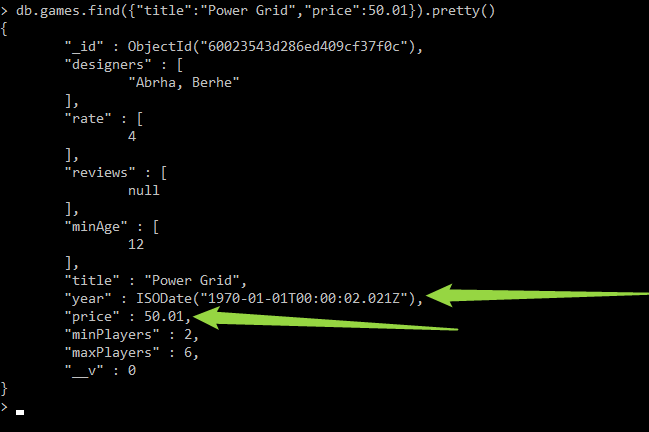 > db.games.find({"title":"Power Grid","price":50.01}).pretty()
{
"_id" : ObjectId("60023543d286ed409cf37f0c"),
"designers" : [
"Abrha, Berhe"
],
"rate" : [
4
],
"reviews" : [
null
],
"minAge" : [
12
],
"title" : "Power Grid",
"year" : ISODate("1970-01-01T00:00:02.021Z"),
"price" : 50.01,
"minPlayers" : 2,
"maxPlayers" : 6,
"__v" : 0
}
>